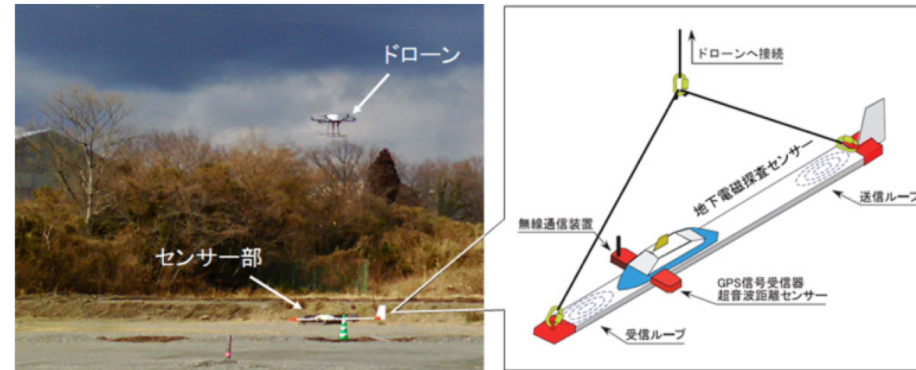 ドローン
センサー部
ドローンへ接続
地下電磁探査センサー
送信ループ
無線通信装置
GPS信号受信器
超音波距離センサー
受信ループ